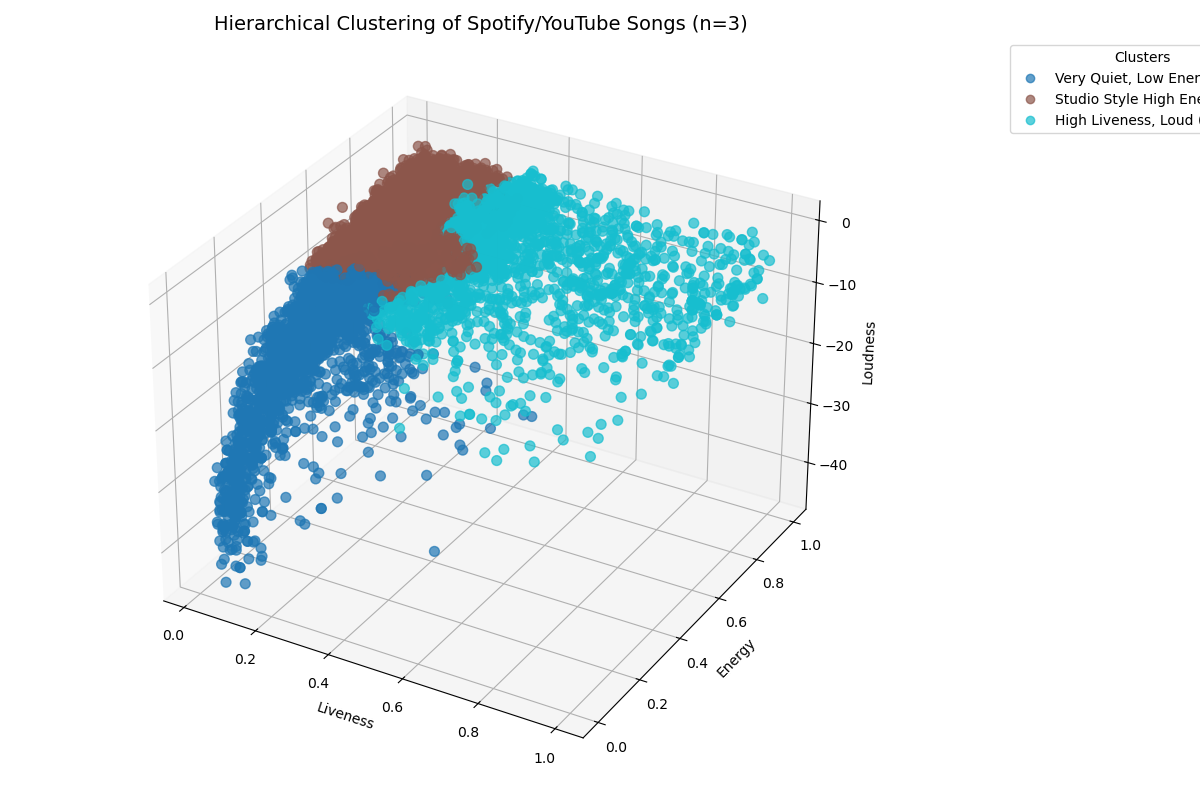 Hierarchical Clustering of Spotify/YouTube Songs (n=3)
Clusters
Very Quiet, Low Ener
Studio Style High Ene
High Liveness, Loud
0
−10
−20
−30
−40
Loudness
0.0
0.2
0.4
0.6
0.8
1.0
Liveness
0.0
0.2
0.4
0.6
0.8
1.0
Energy